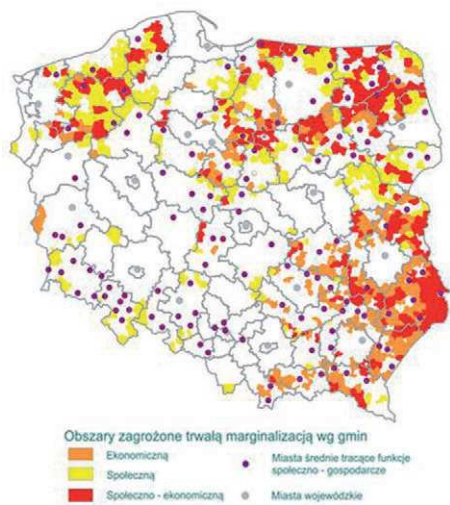 Obszary zagrożone trwałą marginalizacją wg gmin
Ekonomiczną
Społeczną
Społeczno - ekonomiczną
Miasta średnie tracące funkcje
społeczno - gospodarcze
Miasta wojewódzkie